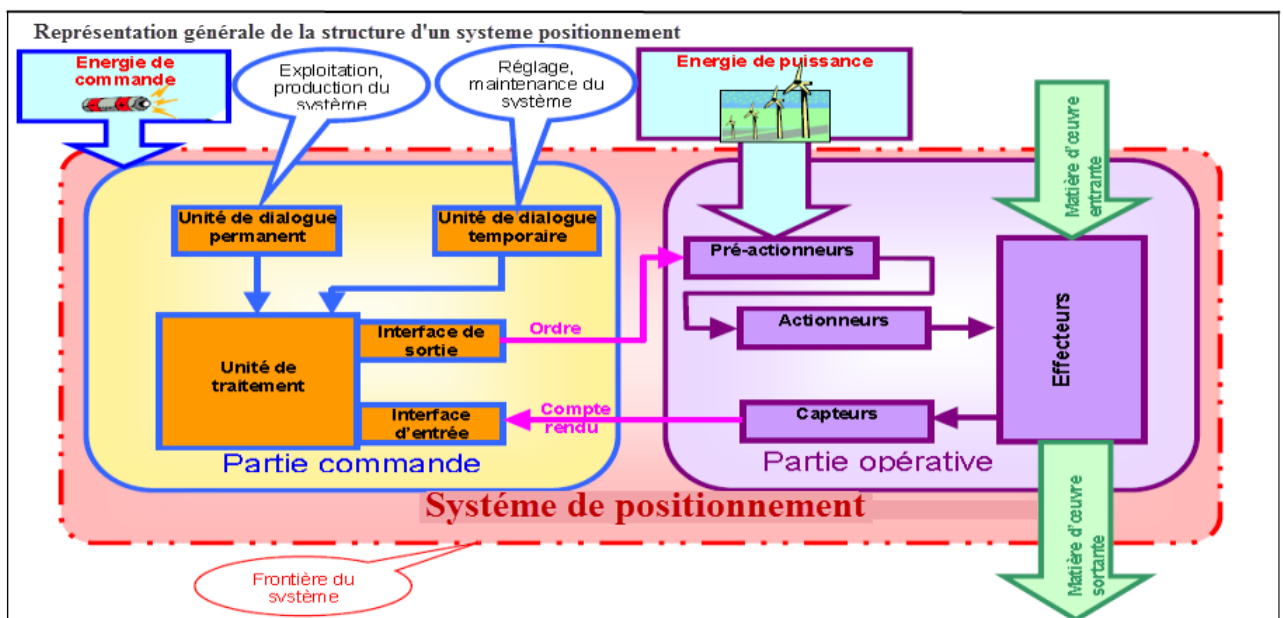 Représentation générale de la structure d'un systeme positionnement
Energie de
commande
Exploitation,
production du
système
Réglage,
maintenance du
système
Energie de puissance
Matière d'œuvre
entrante
Unité de dialogue
permanent
Unité de dialogue
temporaire
Pré-actionneurs
Ordre
Actionneurs
Interface de
sortie
Unité de
traitement
Effecteurs
Compte
rendu
Capteurs
Interface
d'entrée
Partie commande
Partie opérative
Systéme de positionnement
Frontière du
système
Matière d'œuvre
sortante